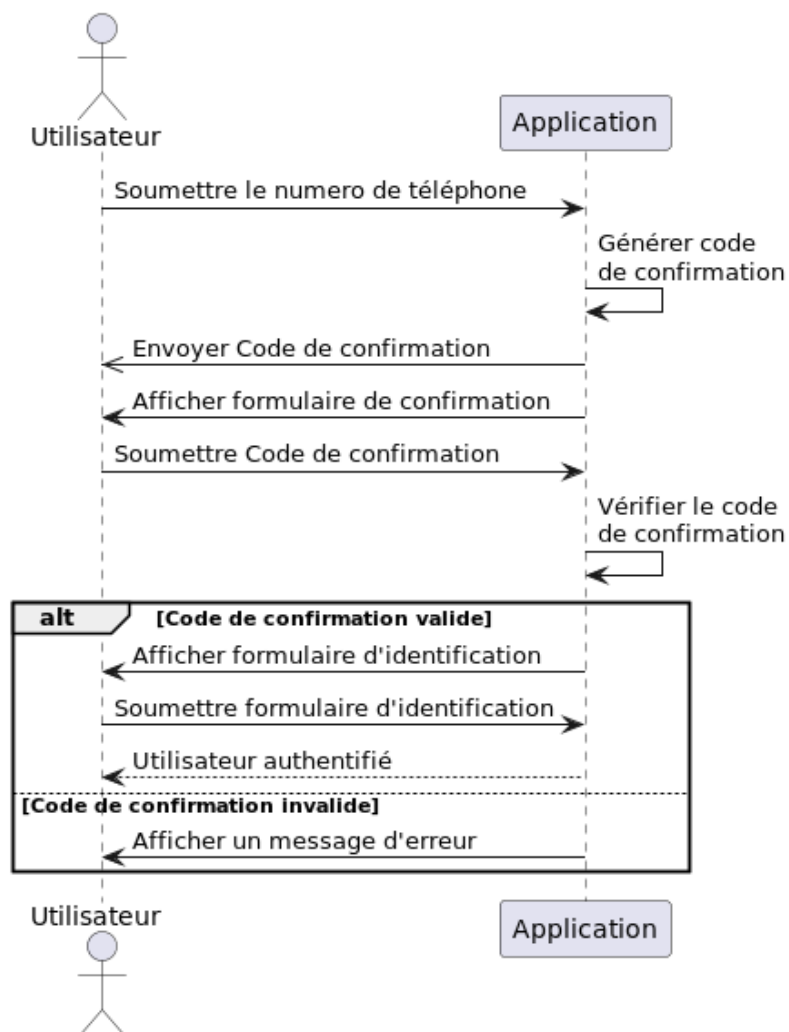 Utilisateur
Application
Soumettre le numero de téléphone
Générer code
de confirmation
Envoyer Code de confirmation
Afficher formulaire de confirmation
Soumettre Code de confirmation
Vérifier le code
de confirmation
alt [Code de confirmation valide]
Afficher formulaire d'identification
Soumettre formulaire d'identification
Utilisateur authentifié
[Code de confirmation invalide]
Afficher un message d'erreur
Utilisateur
Application